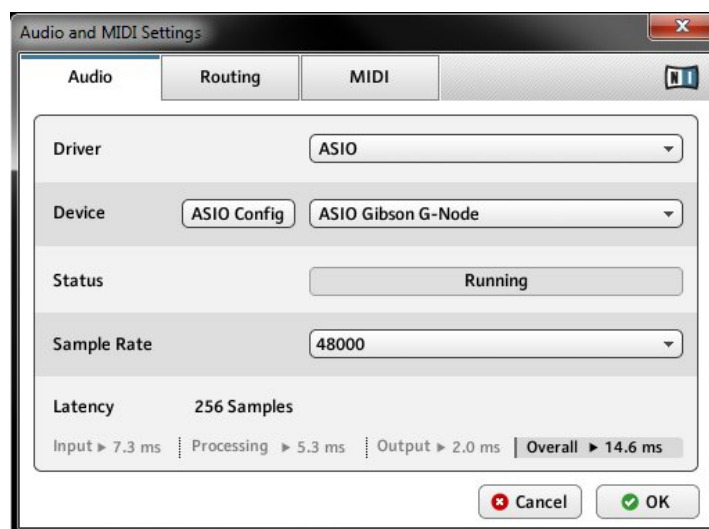 Audio and MIDI Settings
Audio Routing MIDI NI
Driver ASIO
Device ASIO Config ASIO Gibson G-Node
Status Running
Sample Rate 48000
Latency 256 Samples
Input ▸ 7.3 ms Processing ▸ 5.3 ms Output ▸ 2.0 ms Overall ▸ 14.6 ms
Cancel OK